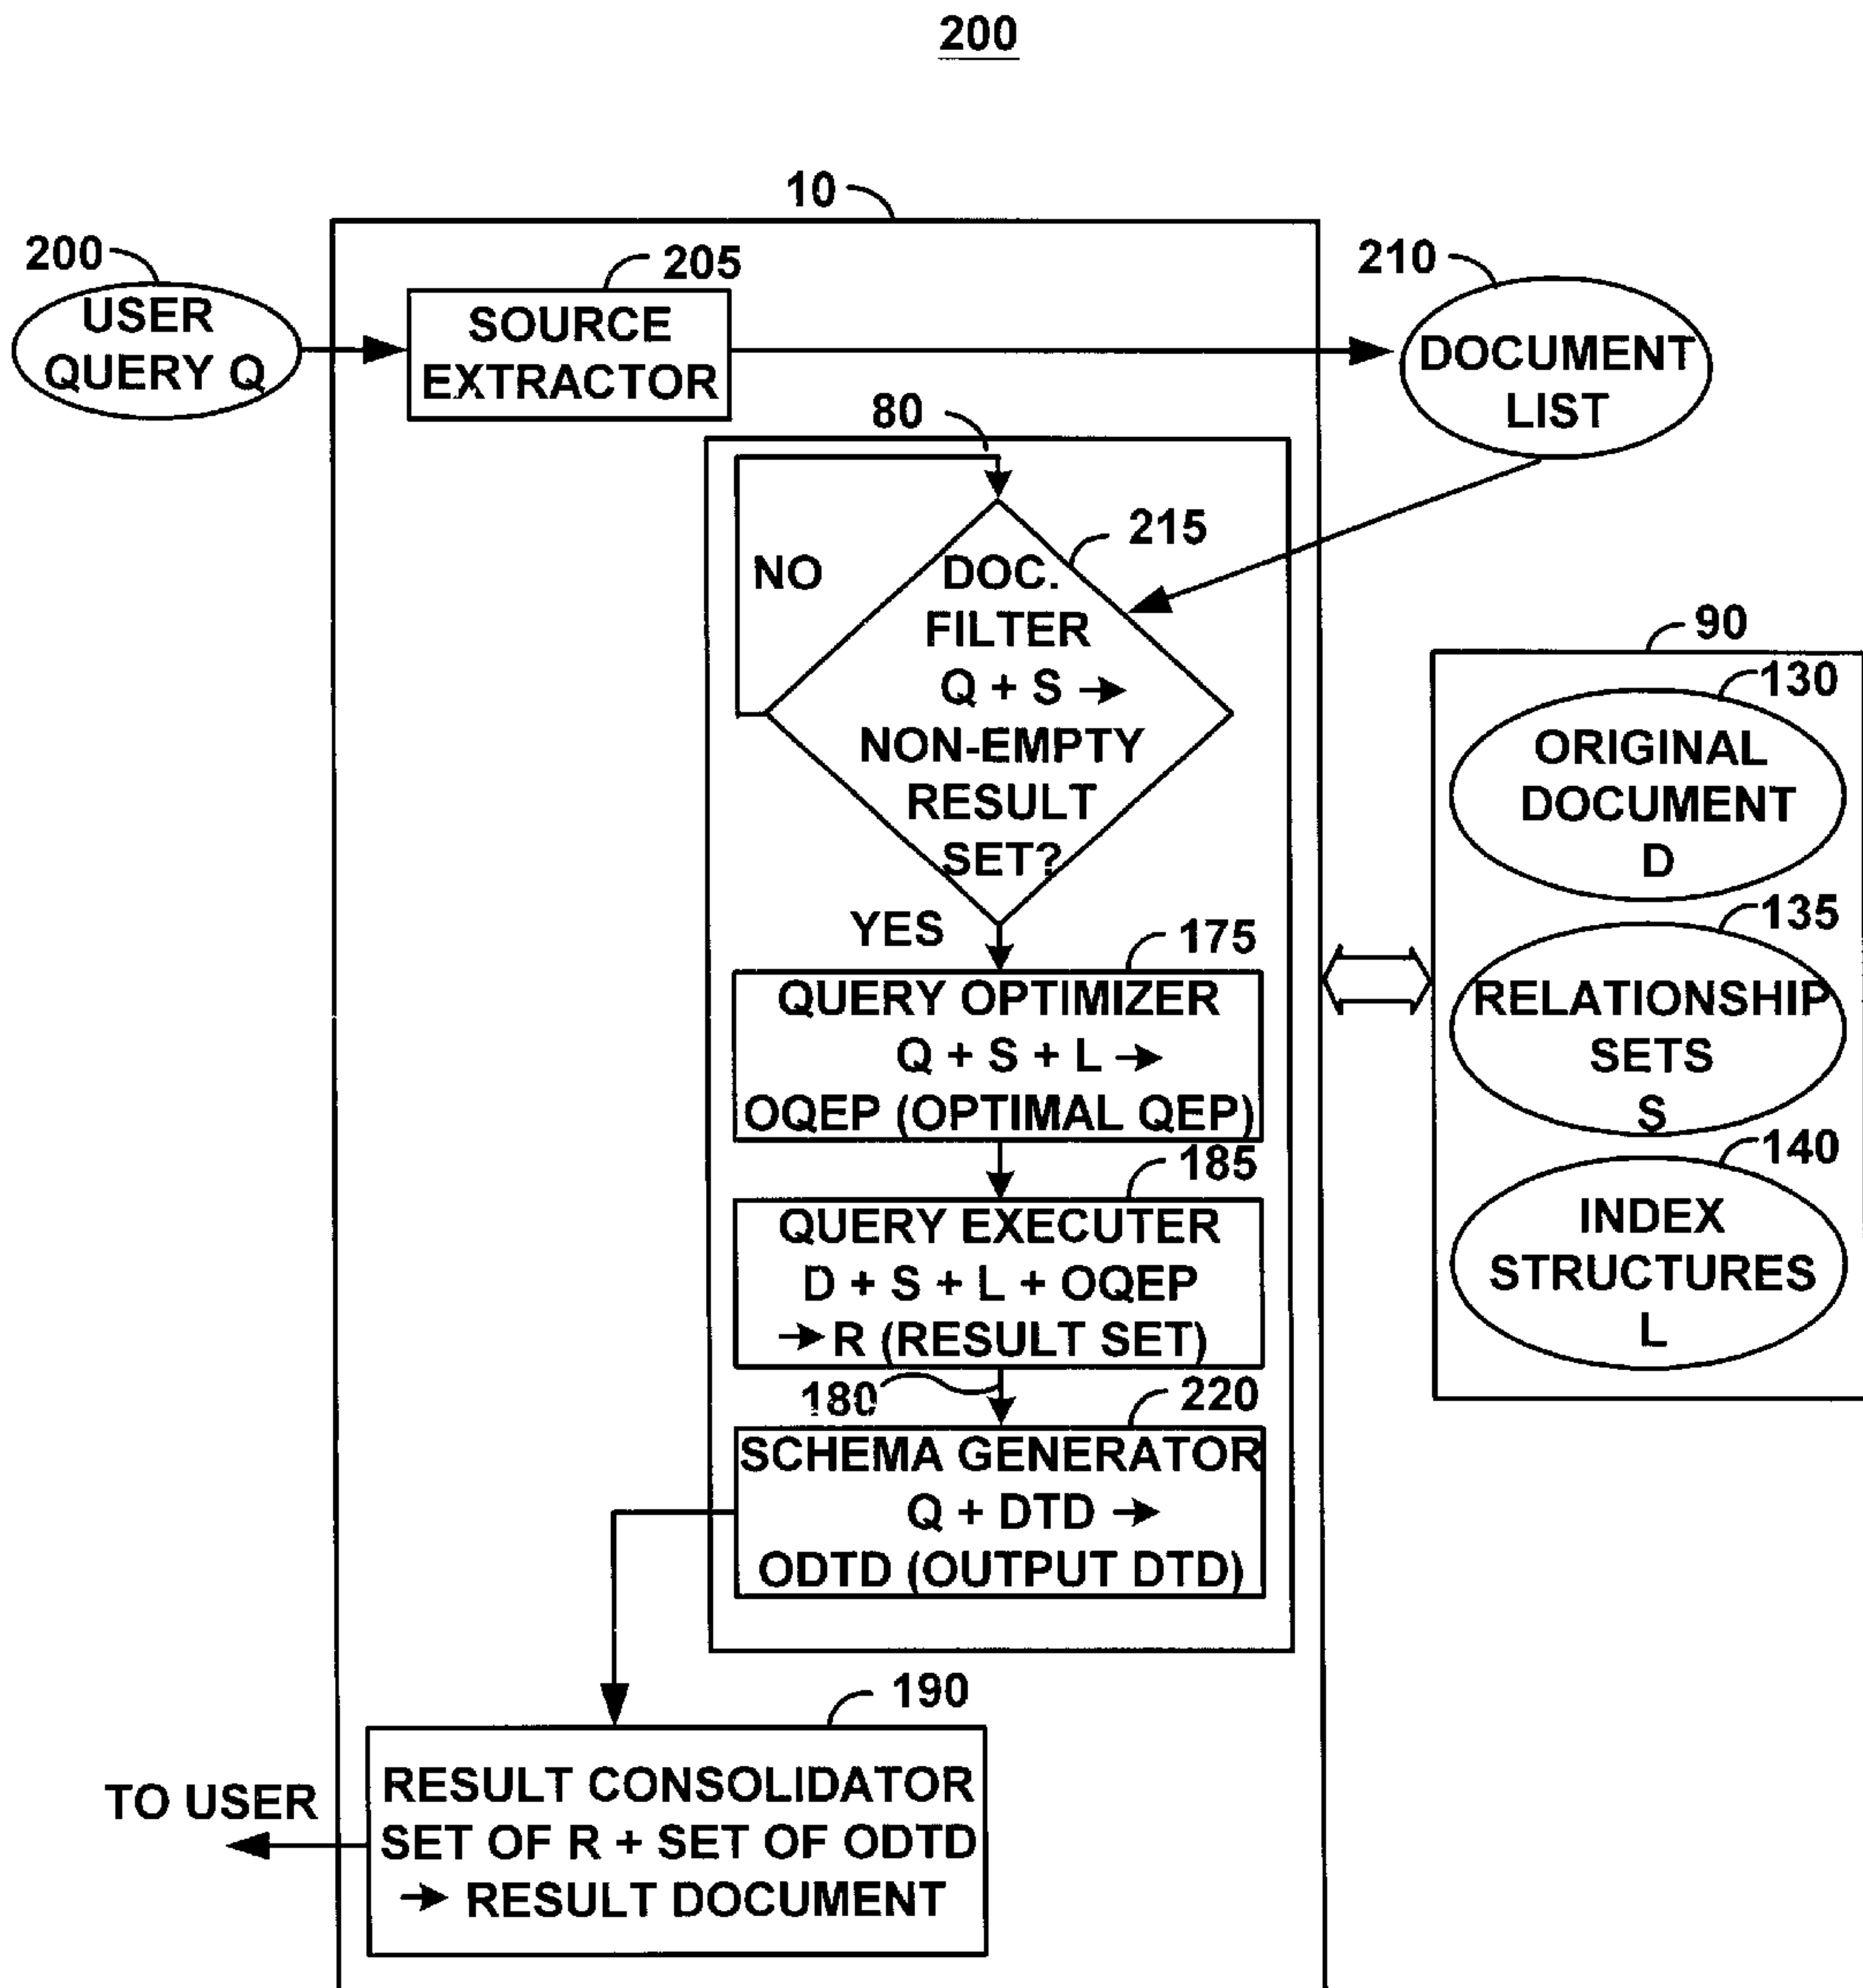 200
10
200
USER
QUERY Q
205
SOURCE
EXTRACTOR
210
DOCUMENT
LIST
80
215
NO
DOC.
FILTER
Q + S →
NON-EMPTY
RESULT
SET?
YES
175
QUERY OPTIMIZER
Q + S + L →
OQEP (OPTIMAL QEP)
185
QUERY EXECUTER
D + S + L + OQEP
→ R (RESULT SET)
180
220
SCHEMA GENERATOR
Q + DTD →
ODTD (OUTPUT DTD)
90
130
ORIGINAL
DOCUMENT
D
135
RELATIONSHIP
SETS
S
140
INDEX
STRUCTURES
L
190
RESULT CONSOLIDATOR
SET OF R + SET OF ODTD
→ RESULT DOCUMENT
TO USER